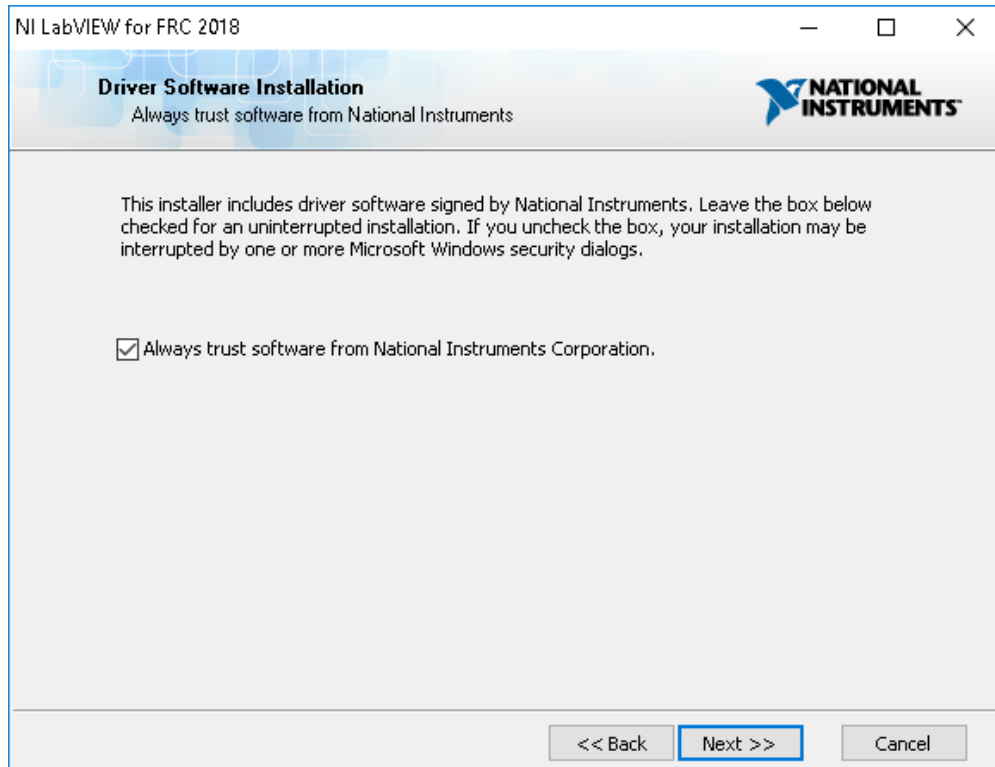 NI LabVIEW for FRC 2018
Driver Software Installation
Always trust software from National Instruments
NATIONAL
INSTRUMENTS™
This installer includes driver software signed by National Instruments. Leave the box below
checked for an uninterrupted installation. If you uncheck the box, your installation may be
interrupted by one or more Microsoft Windows security dialogs.
Always trust software from National Instruments Corporation.
<< Back
Next >>
Cancel